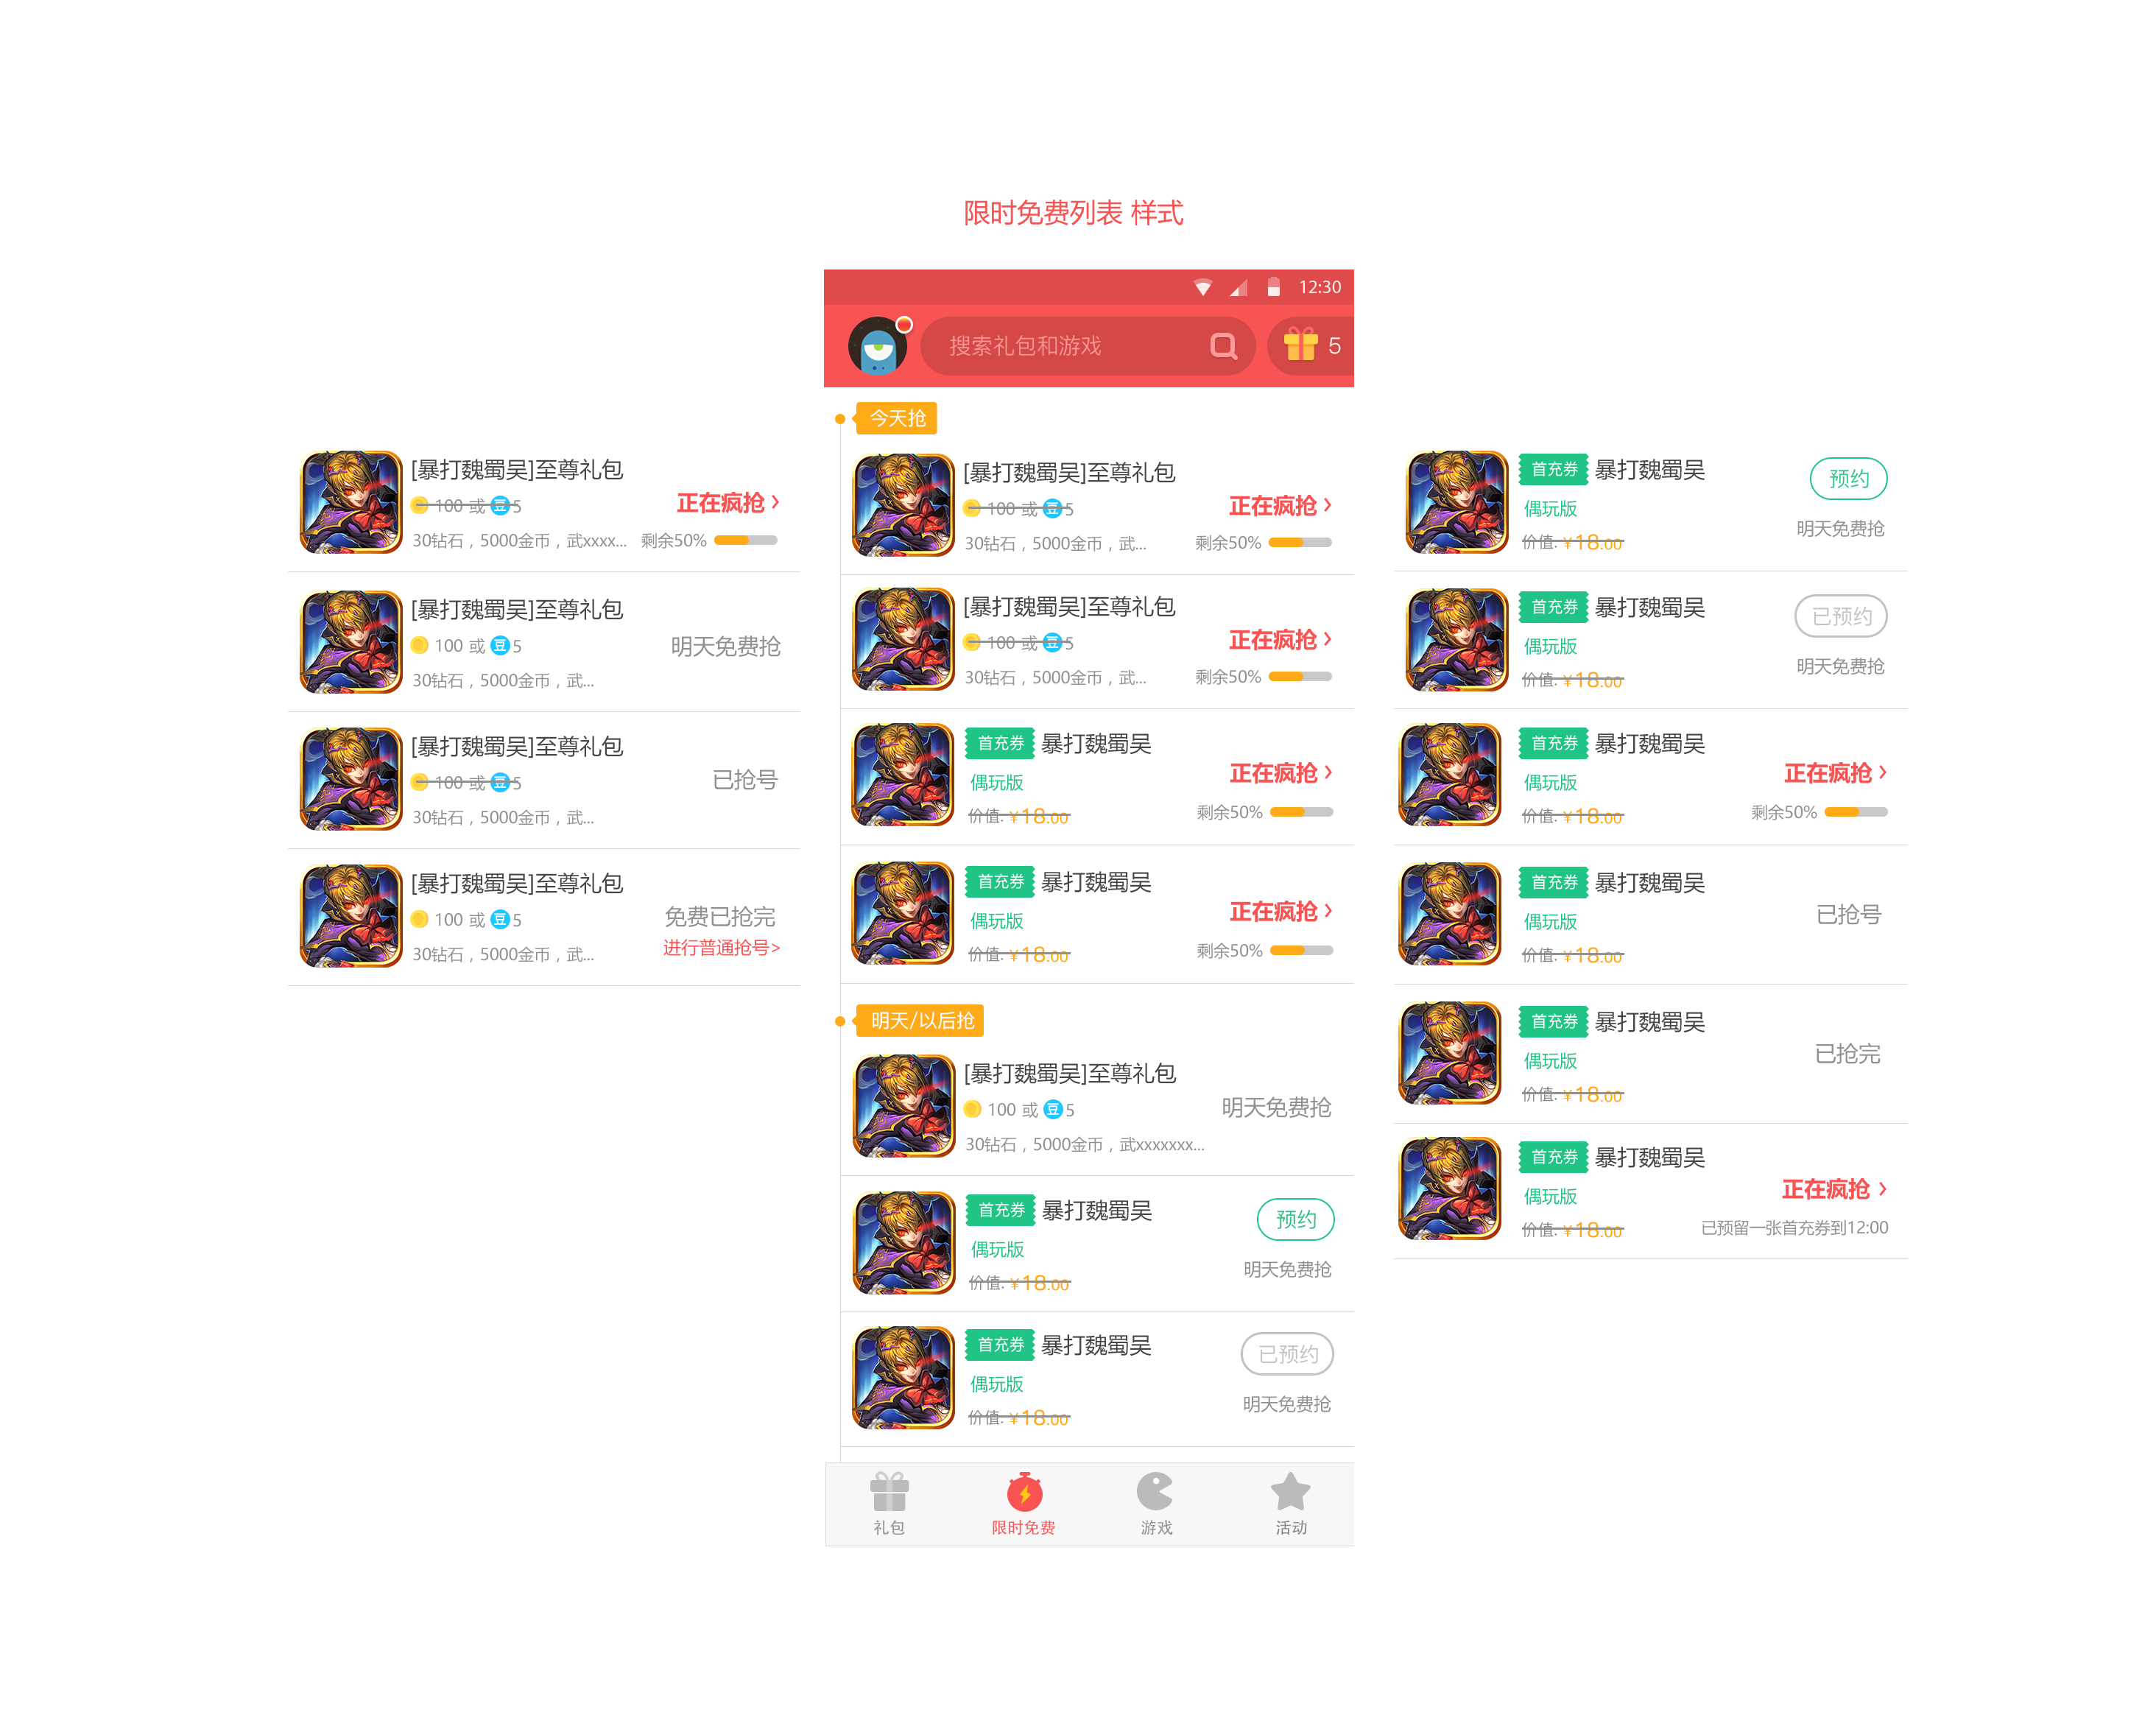 限时免费列表 样式
[暴打魏蜀吴]至尊礼包
100 或 豆 5
正在疯抢 >
30钻石，5000金币，武xxxx...
剩余50%
[暴打魏蜀吴]至尊礼包
100 或 豆 5
明天免费抢
30钻石，5000金币，武...
[暴打魏蜀吴]至尊礼包
100 或 豆 5
已抢号
30钻石，5000金币，武...
[暴打魏蜀吴]至尊礼包
100 或 豆 5
免费已抢完
进行普通抢号>
30钻石，5000金币，武...
12:30
搜索礼包和游戏
5
今天抢
[暴打魏蜀吴]至尊礼包
100 或 豆 5
正在疯抢 >
30钻石，5000金币，武...
剩余50%
[暴打魏蜀吴]至尊礼包
100 或 豆 5
正在疯抢 >
30钻石，5000金币，武...
剩余50%
首充券 暴打魏蜀吴
正在疯抢 >
偶玩版
价值: ¥18.00
剩余50%
首充券 暴打魏蜀吴
正在疯抢 >
偶玩版
价值: ¥18.00
剩余50%
明天/以后抢
[暴打魏蜀吴]至尊礼包
100 或 豆 5
明天免费抢
30钻石，5000金币，武xxxxxxx...
首充券 暴打魏蜀吴
预约
偶玩版
明天免费抢
价值: ¥18.00
首充券 暴打魏蜀吴
已预约
偶玩版
明天免费抢
价值: ¥18.00
礼包
限时免费
游戏
活动
首充券 暴打魏蜀吴
预约
偶玩版
明天免费抢
价值: ¥18.00
首充券 暴打魏蜀吴
已预约
偶玩版
明天免费抢
价值: ¥18.00
首充券 暴打魏蜀吴
正在疯抢 >
偶玩版
价值: ¥18.00
剩余50%
首充券 暴打魏蜀吴
已抢号
偶玩版
价值: ¥18.00
首充券 暴打魏蜀吴
已抢完
偶玩版
价值: ¥18.00
首充券 暴打魏蜀吴
正在疯抢 >
偶玩版
价值: ¥18.00
已预留一张首充券到12:00